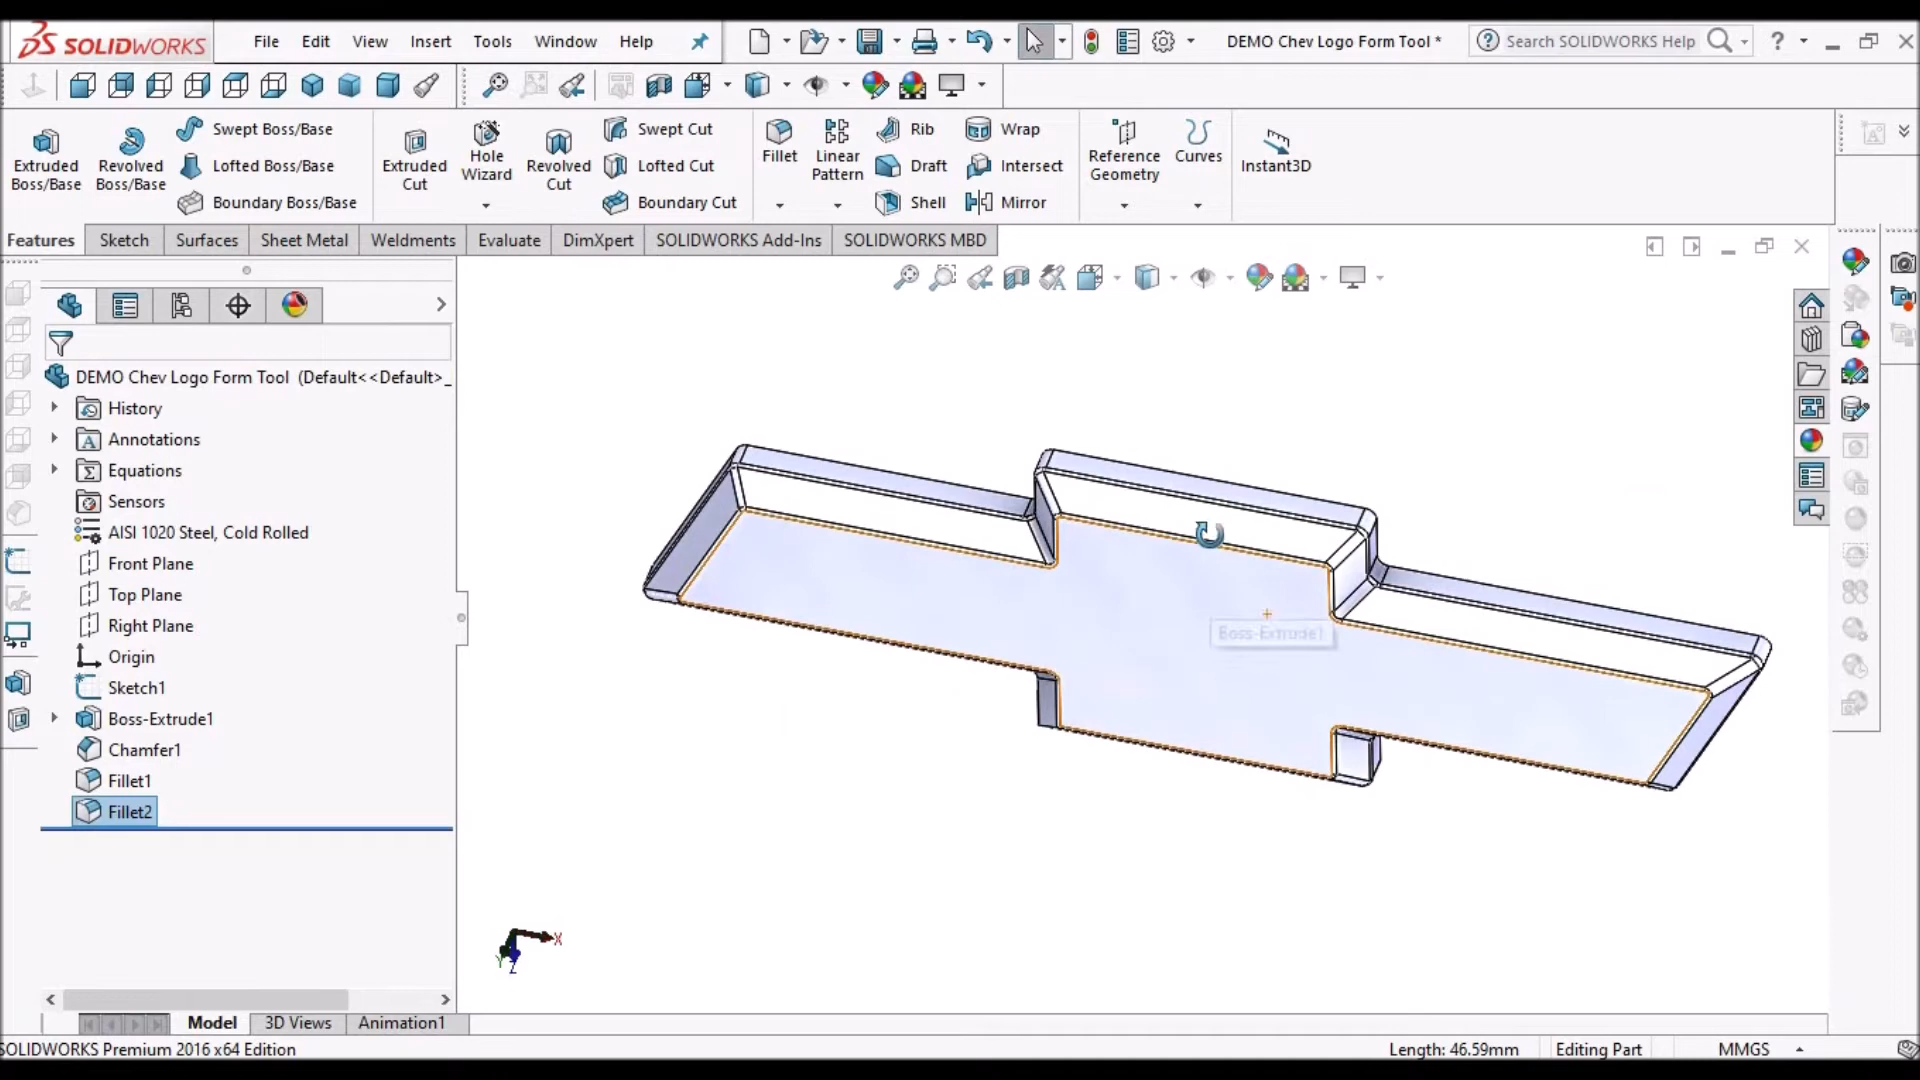 SOLIDWORKS File Edit View Insert Tools Window Help DEMO Chev Logo Form Tool * Search SOLIDWORKS Help ?
Extruded Boss/Base
Revolved Boss/Base
Swept Boss/Base
Lofted Boss/Base
Boundary Boss/Base
Extruded Cut
Hole Wizard
Revolved Cut
Swept Cut
Lofted Cut
Boundary Cut
Fillet
Linear Pattern
Rib
Draft
Shell
Wrap
Intersect
Mirror
Reference Geometry
Curves
Instant3D
Features Sketch Surfaces Sheet Metal Weldments Evaluate DimXpert SOLIDWORKS Add-Ins SOLIDWORKS MBD
DEMO Chev Logo Form Tool (Default<<Default>_
History
Annotations
Equations
Sensors
AISI 1020 Steel, Cold Rolled
Front Plane
Top Plane
Right Plane
Origin
Sketch1
Boss-Extrude1
Chamfer1
Fillet1
Fillet2
Boss-Extrude1
X
Y
Z
Model 3D Views Animation1
SOLIDWORKS Premium 2016 x64 Edition Length: 46.59mm Editing Part MMGS